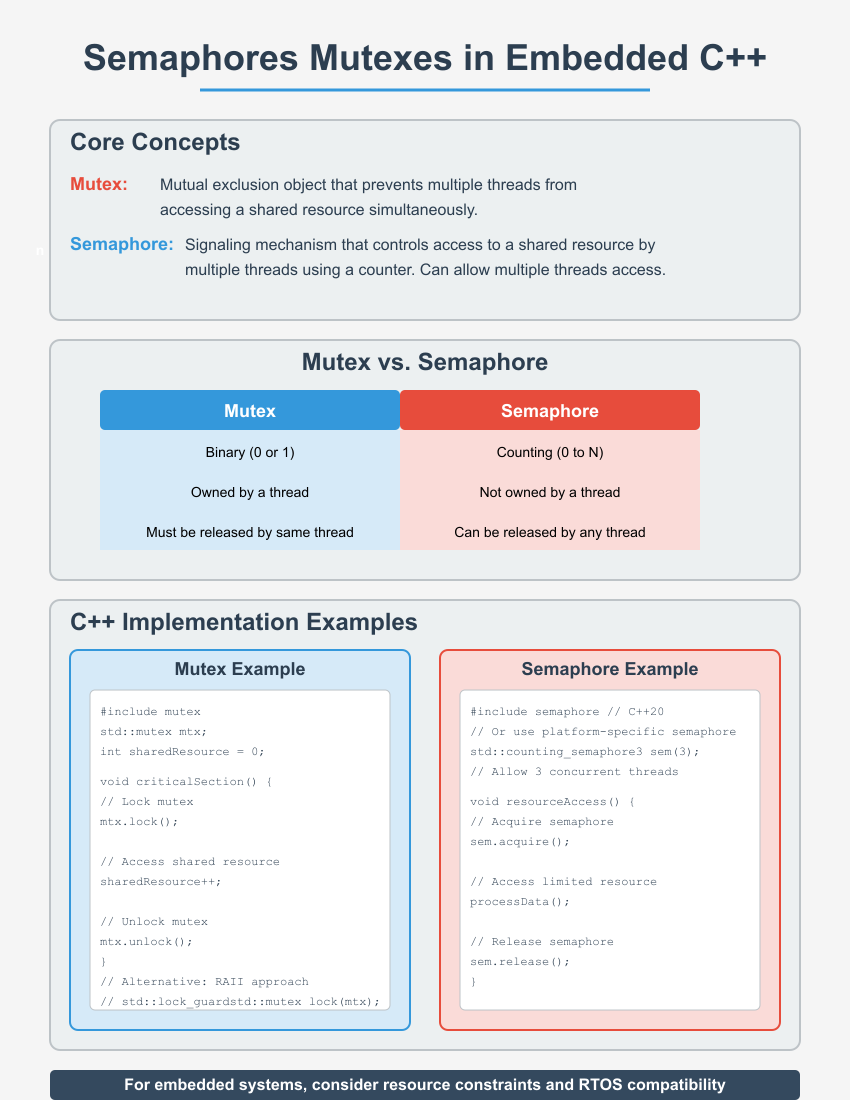 Semaphores Mutexes in Embedded C++
Core Concepts
Mutex: Mutual exclusion object that prevents multiple threads from
accessing a shared resource simultaneously.
n
Semaphore: Signaling mechanism that controls access to a shared resource by
multiple threads using a counter. Can allow multiple threads access.
Mutex vs. Semaphore
Mutex Semaphore
Binary (0 or 1) Counting (0 to N)
Owned by a thread Not owned by a thread
Must be released by same thread Can be released by any thread
C++ Implementation Examples
Mutex Example
#include mutex
std::mutex mtx;
int sharedResource = 0;
void criticalSection() {
// Lock mutex
mtx.lock();
// Access shared resource
sharedResource++;
// Unlock mutex
mtx.unlock();
}
// Alternative: RAII approach
// std::lock_guardstd::mutex lock(mtx);
Semaphore Example
#include semaphore // C++20
// Or use platform-specific semaphore
std::counting_semaphore3 sem(3);
// Allow 3 concurrent threads
void resourceAccess() {
// Acquire semaphore
sem.acquire();
// Access limited resource
processData();
// Release semaphore
sem.release();
}
For embedded systems, consider resource constraints and RTOS compatibility